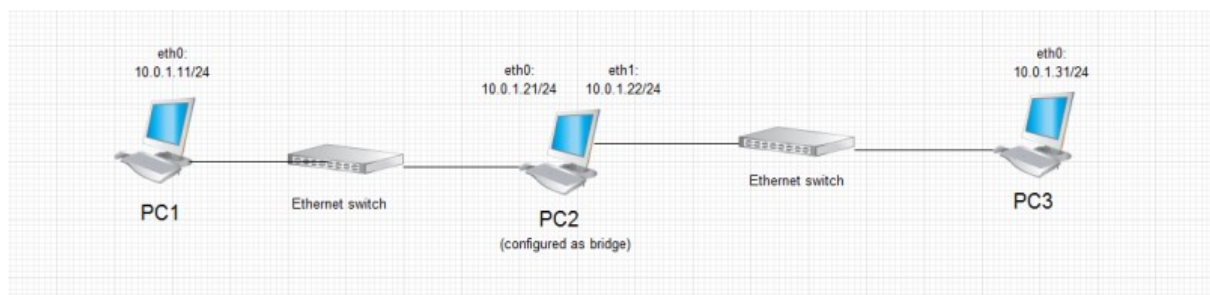 eth0:
10.0.1.11/24
eth0:
10.0.1.21/24
eth1:
10.0.1.22/24
eth0:
10.0.1.31/24
Ethernet switch
Ethernet switch
PC1
PC2
(configured as bridge)
PC3